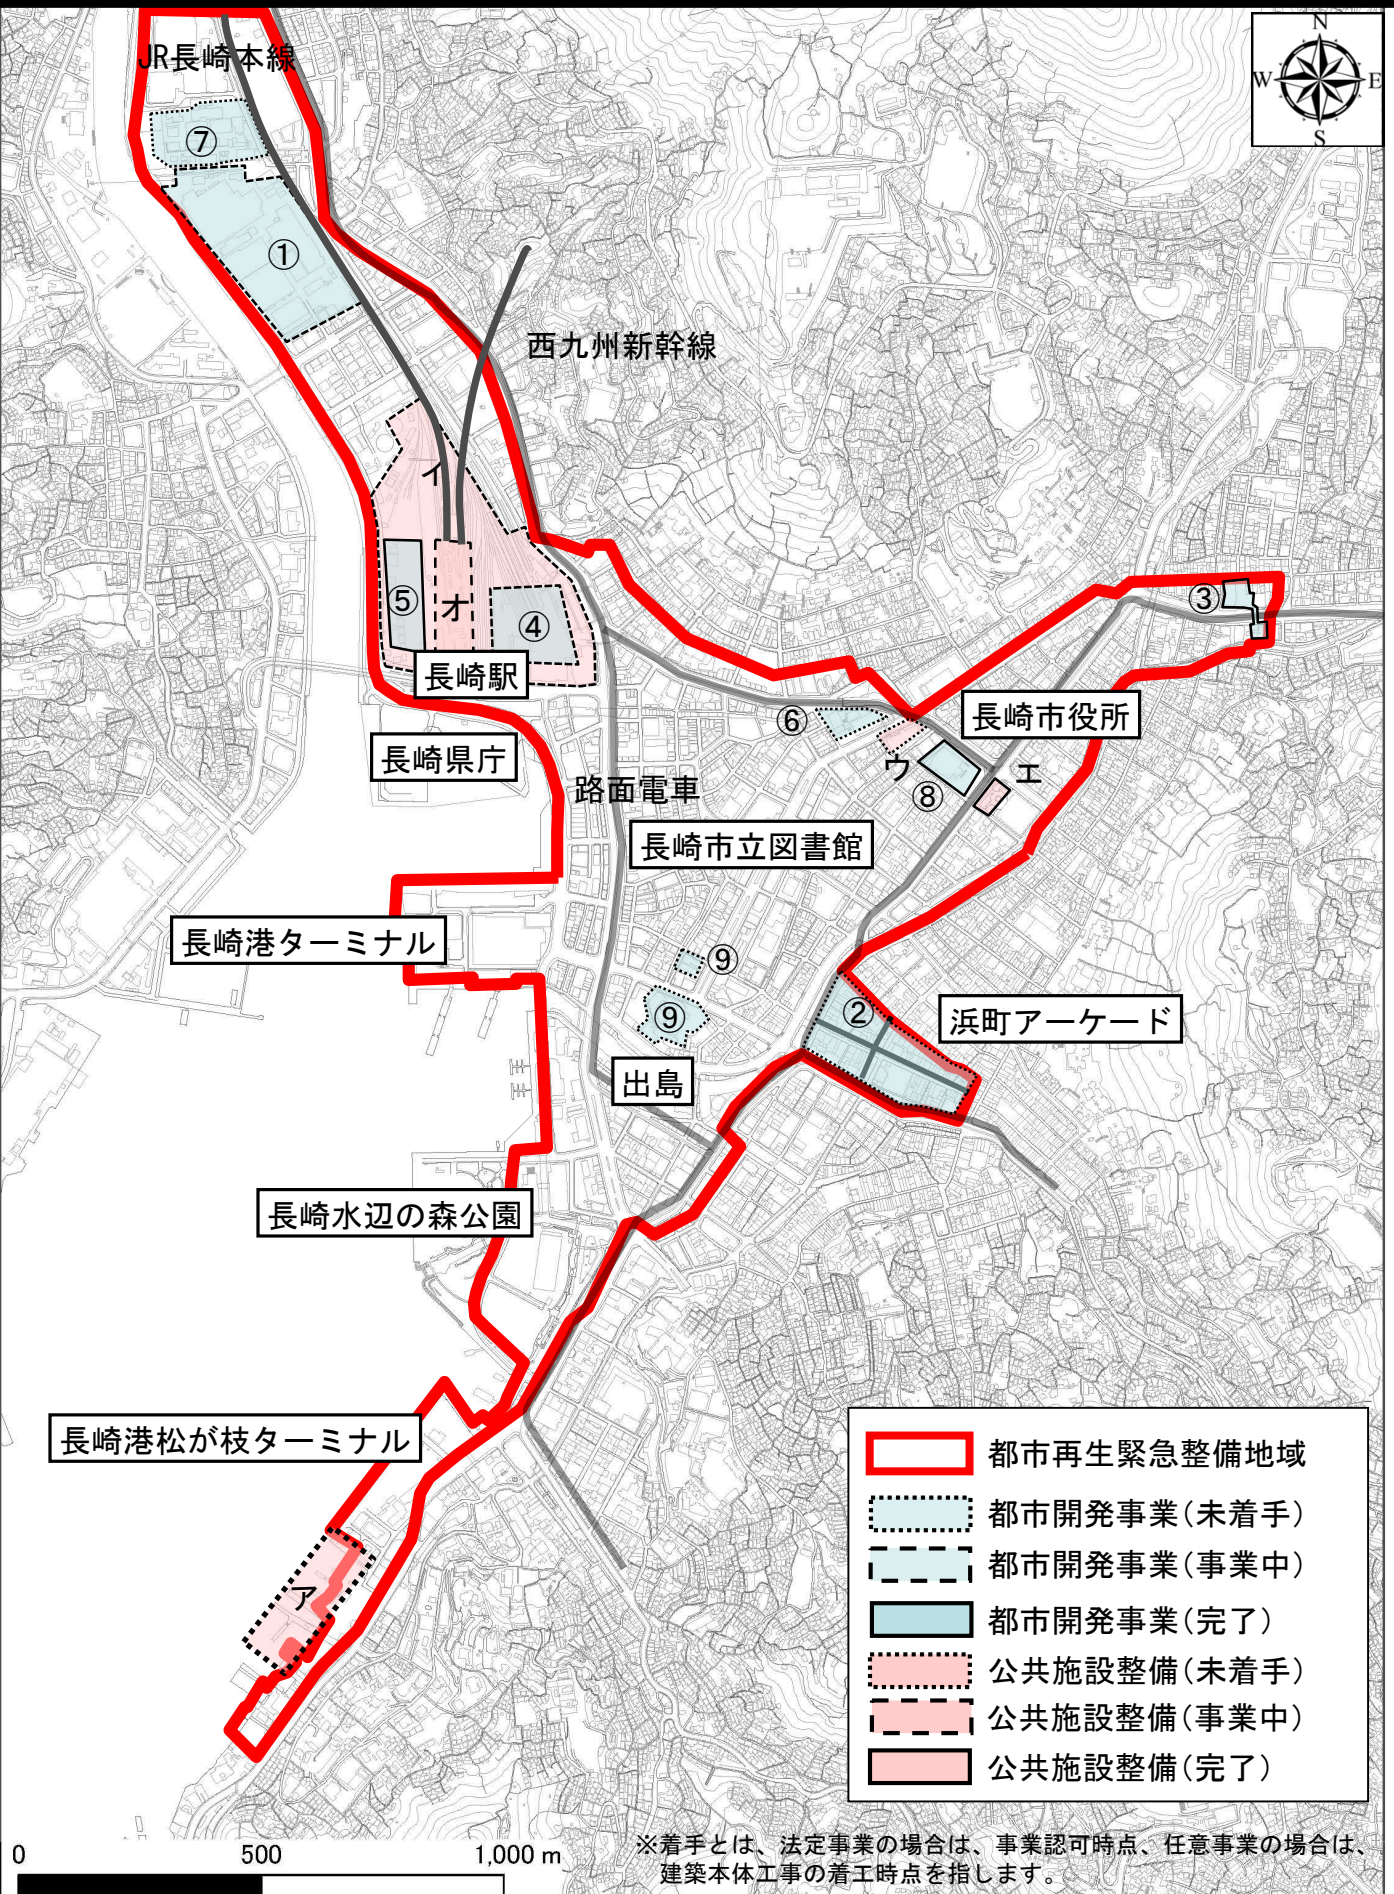 N
W
E
S
JR長崎本線
⑦
①
西九州新幹線
イ
⑤
オ
④
③
長崎駅
⑥
長崎市役所
長崎県庁
ウ
エ
路面電車
⑧
長崎市立図書館
長崎港ターミナル
⑨
⑨
②
浜町アーケード
出島
長崎水辺の森公園
長崎港松が枝ターミナル
ア
都市再生緊急整備地域
都市開発事業(未着手)
都市開発事業(事業中)
都市開発事業(完了)
公共施設整備(未着手)
公共施設整備(事業中)
公共施設整備(完了)
0 500 1,000 m
※着手とは、法定事業の場合は、事業認可時点、任意事業の場合は、
建築本体工事の着工時点を指します。